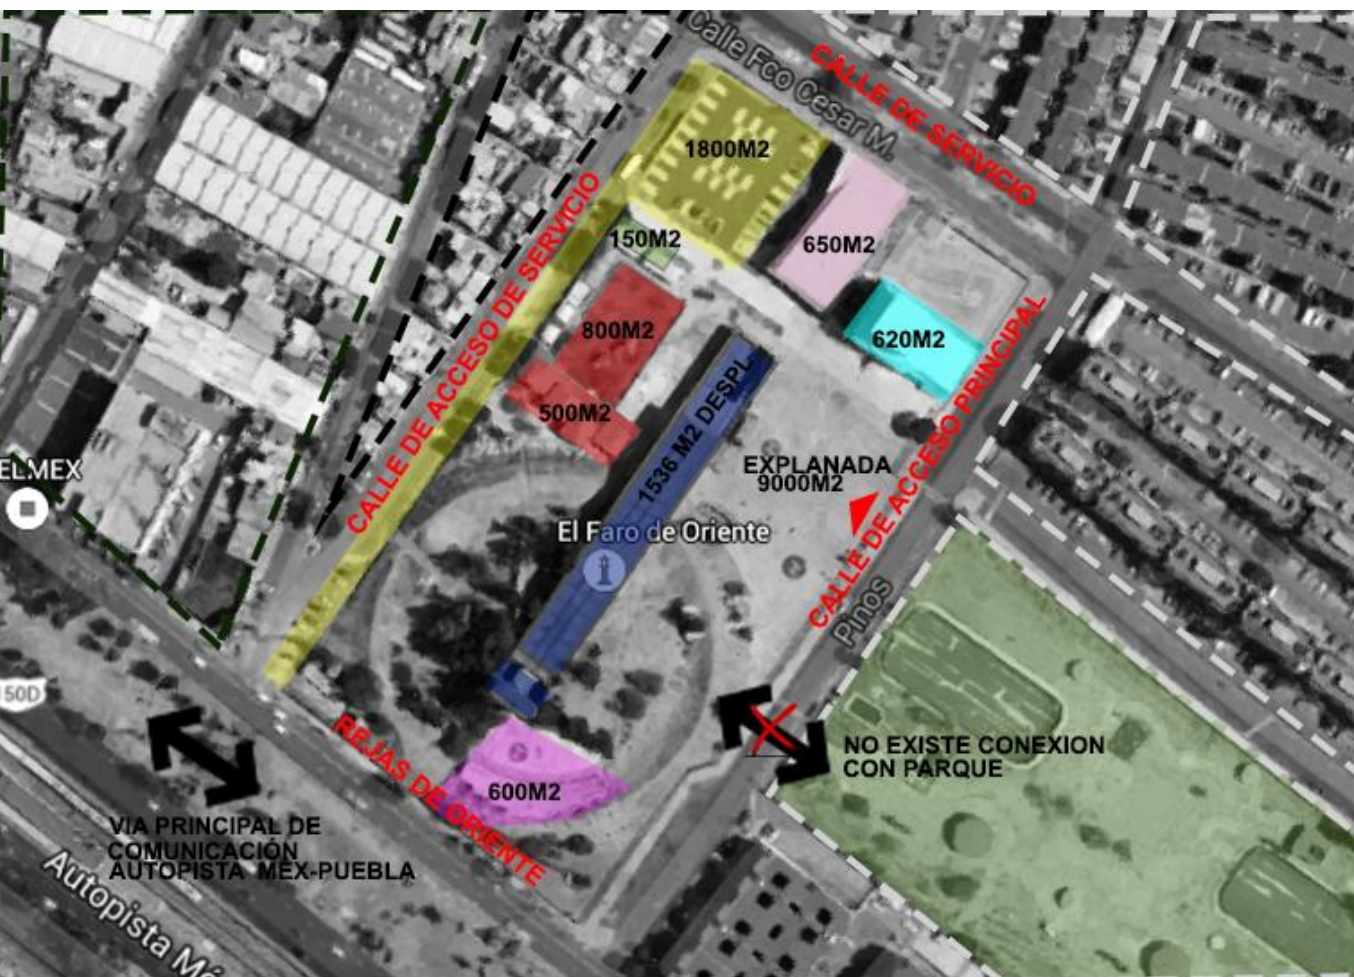 Calle Fco Cesar M.
CALLE DE SERVICIO
1800M2
150M2
650M2
CALLE DE ACCESO DE SERVICIO
800M2
620M2
500M2
1536 M2 DESPL.
EXPLANADA
9000M2
CALLE DE ACCESO PRINCIPAL
ELMEX
El Faro de Oriente
Pinos
150D
REJAS DE ORIENTE
600M2
NO EXISTE CONEXION
CON PARQUE
VIA PRINCIPAL DE
COMUNICACIÓN
AUTOPISTA MEX-PUEBLA
Autopista Mé